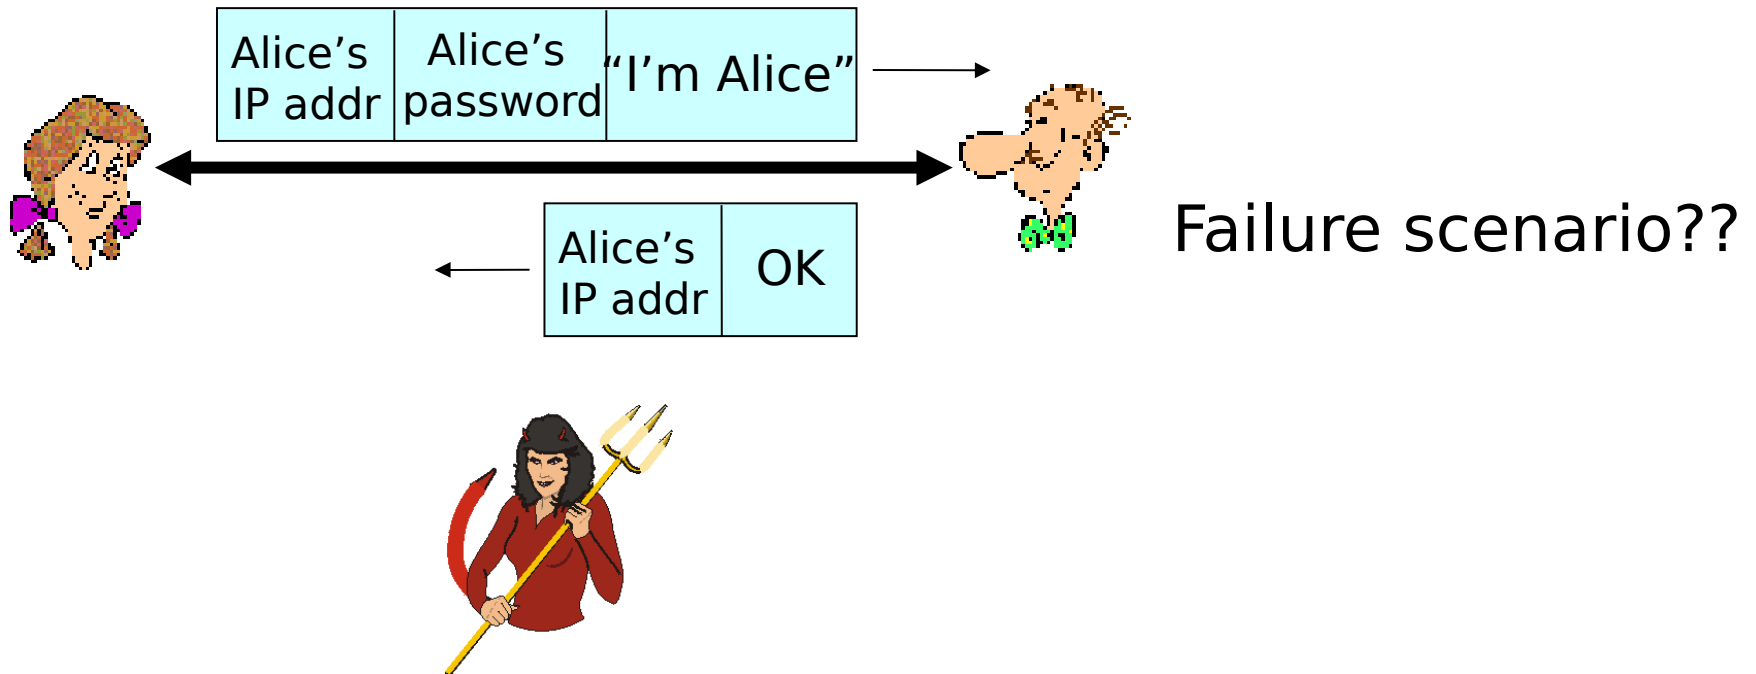 Alice’s
IP addr
Alice’s
password
“I’m Alice”
Alice’s
IP addr
OK
Failure scenario??